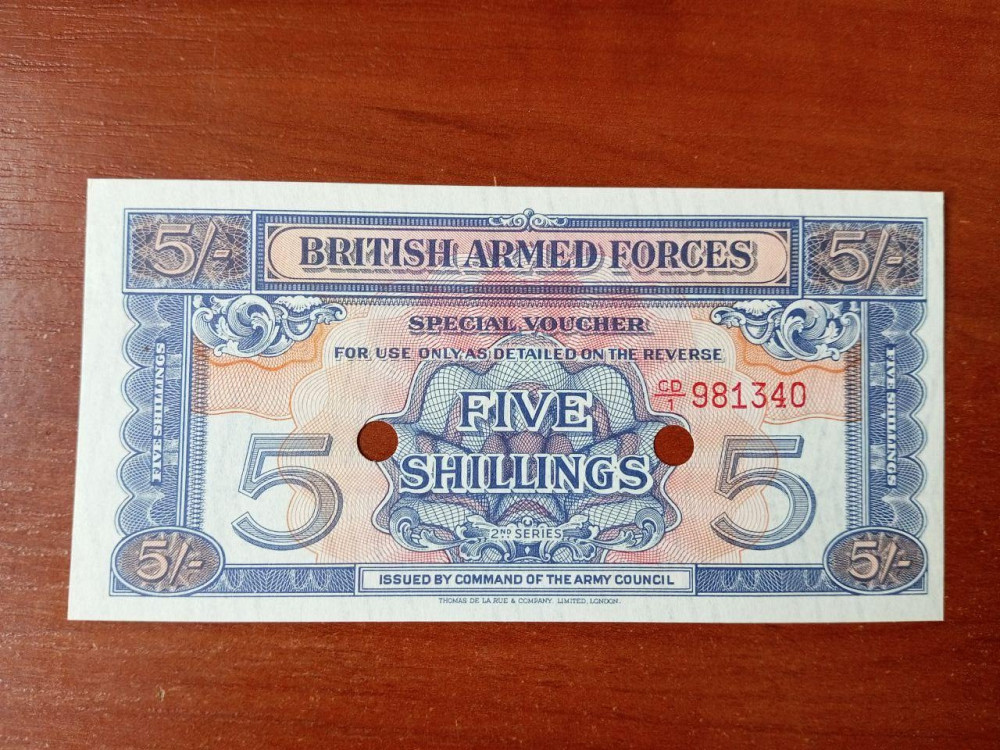 5/-
BRITISH ARMED FORCES
5/-
SPECIAL VOUCHER
FOR USE ONLY AS DETAILED ON THE REVERSE
CD/1 981340
FIVE SHILLINGS
FIVE SHILLINGS
FIVE
SHILLINGS
5
5
2ND SERIES
5/-
ISSUED BY COMMAND OF THE ARMY COUNCIL
5/-
THOMAS DE LA RUE & COMPANY, LIMITED, LONDON.